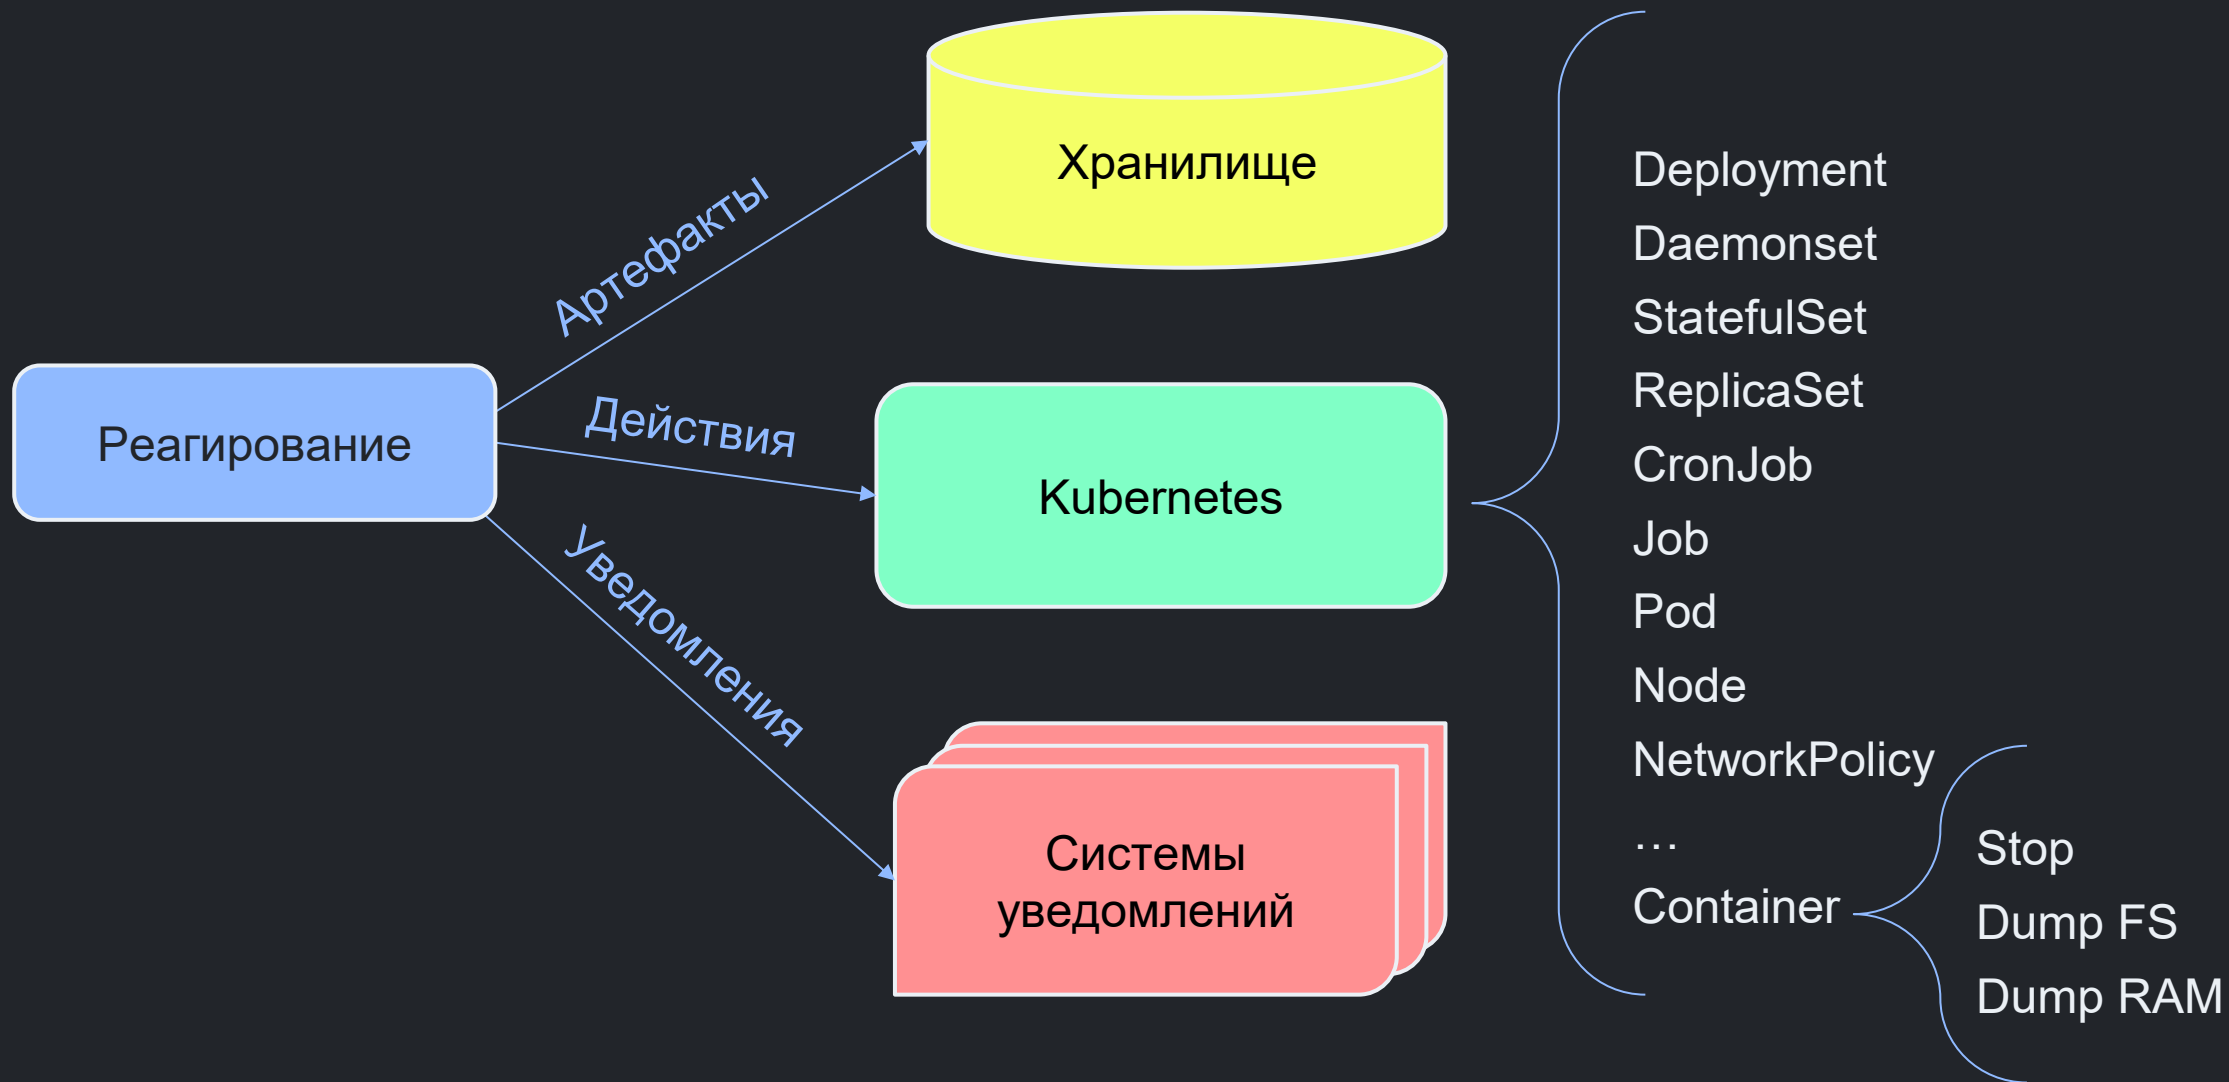 Реагирование
Артефакты
Действия
Уведомления
Хранилище
Kubernetes
Системы
уведомлений
Deployment
Daemonset
StatefulSet
ReplicaSet
CronJob
Job
Pod
Node
NetworkPolicy
…
Container
Stop
Dump FS
Dump RAM